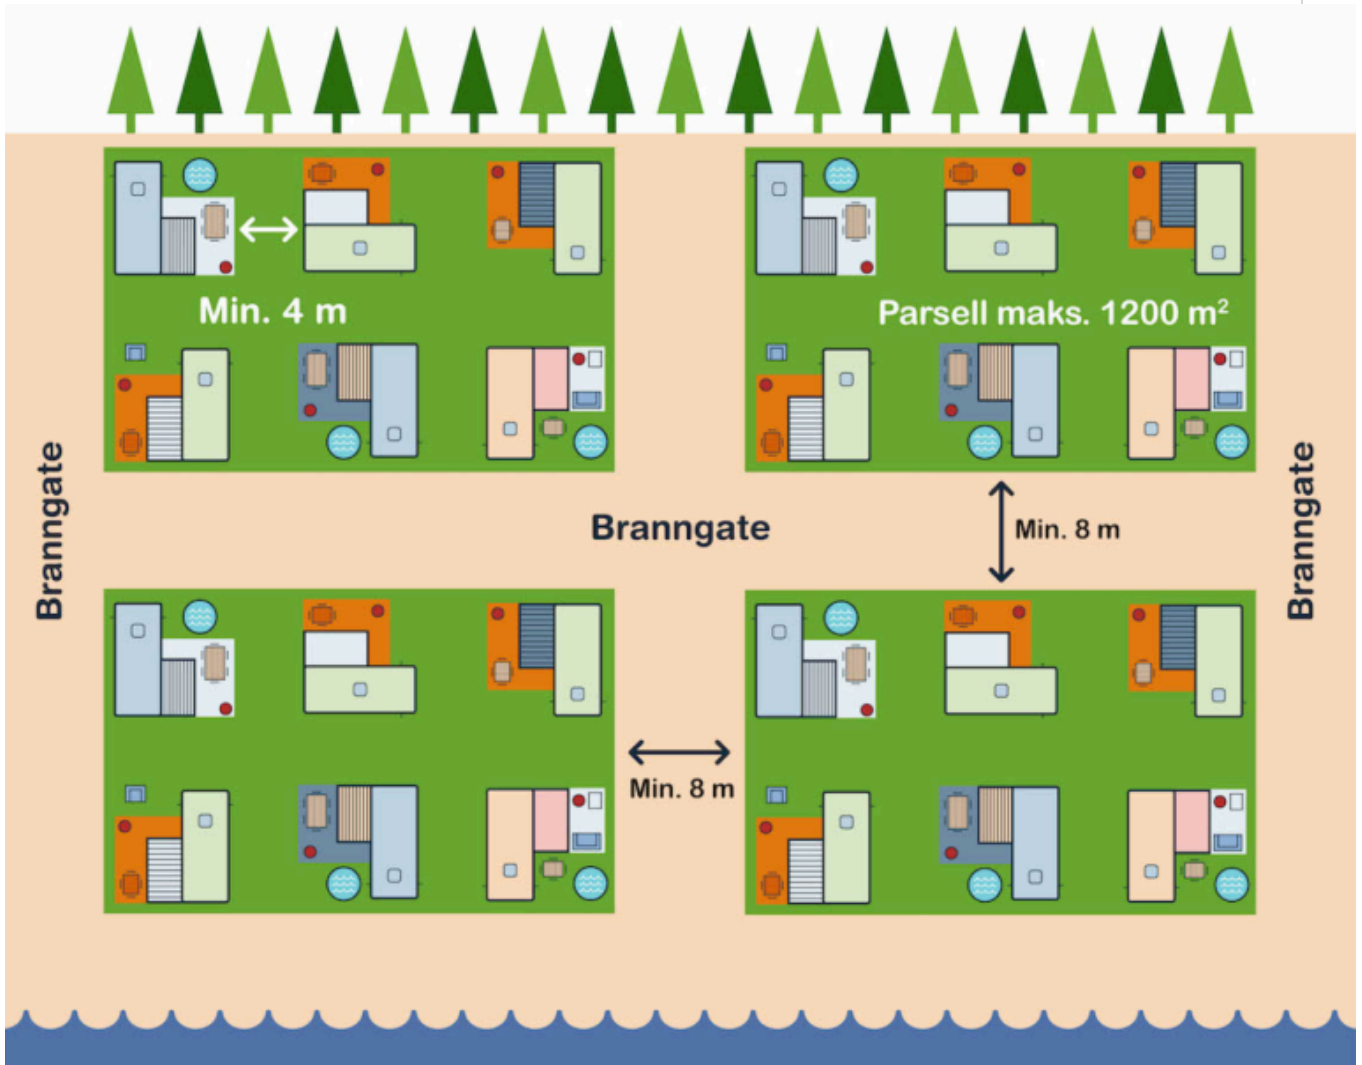 Min. 4 m
Parsell maks. 1200 m²
Branngate
Branngate
Min. 8 m
Branngate
Min. 8 m